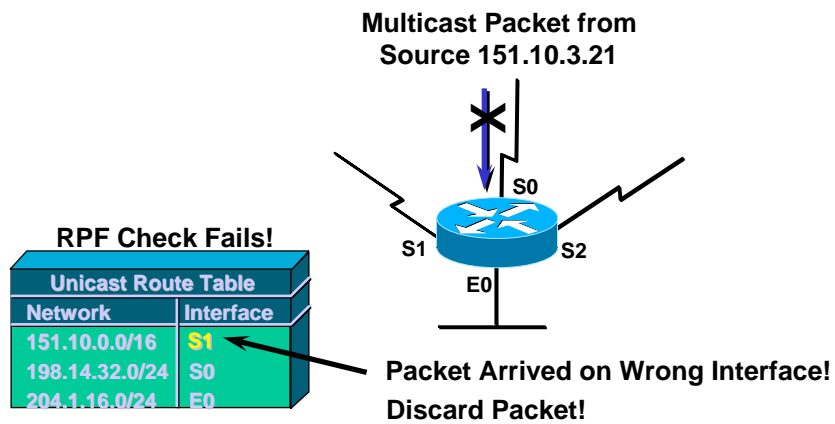 Multicast Packet from
Source 151.10.3.21
S0
S1
S2
E0
RPF Check Fails!
Unicast Route Table
Network Interface
151.10.0.0/16 S1
198.14.32.0/24 S0
204.1.16.0/24 E0
Packet Arrived on Wrong Interface!
Discard Packet!